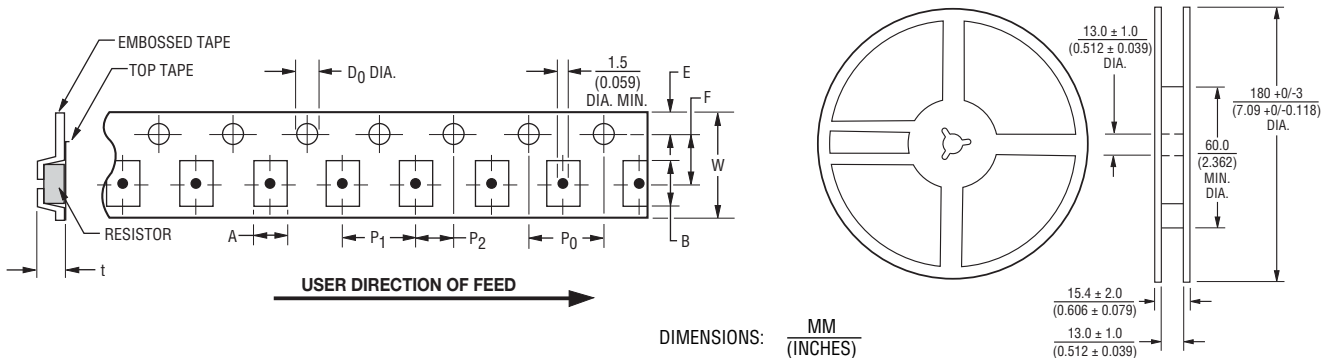 EMBOSSED TAPE
TOP TAPE
D0 DIA.
1.5
(0.059)
DIA. MIN.
E
F
W
RESISTOR
A
P1
P2
P0
B
t
USER DIRECTION OF FEED
13.0 ± 1.0
(0.512 ± 0.039)
DIA.
180 +0/-3
(7.09 +0/-0.118)
DIA.
60.0
(2.362)
MIN.
DIA.
15.4 ± 2.0
(0.606 ± 0.079)
13.0 ± 1.0
(0.512 ± 0.039)
DIMENSIONS: MM
(INCHES)